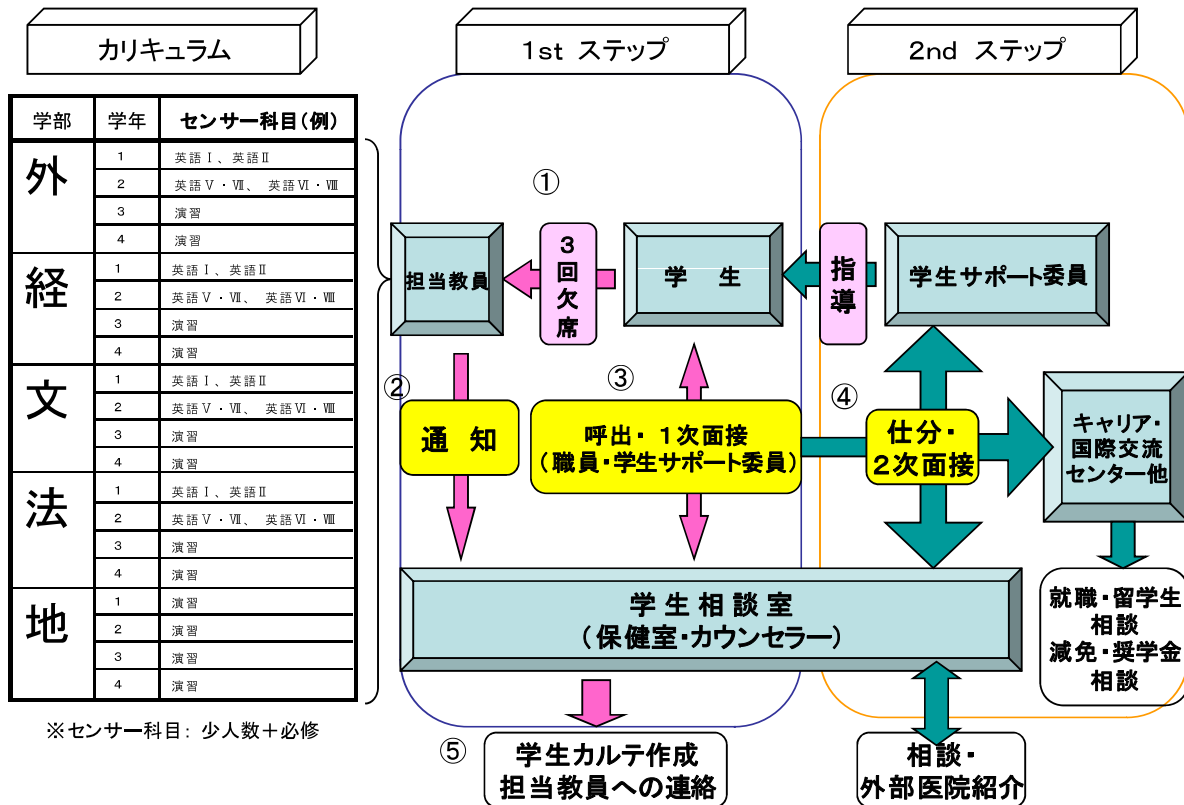 カリキュラム
1st ステップ
2nd ステップ
学部 学年 センサー科目(例)
外
1 英語Ⅰ、英語Ⅱ
2 英語Ⅴ・Ⅶ、 英語Ⅵ・Ⅷ
3 演習
4 演習
経
1 英語Ⅰ、英語Ⅱ
2 英語Ⅴ・Ⅶ、 英語Ⅵ・Ⅷ
3 演習
4 演習
文
1 英語Ⅰ、英語Ⅱ
2 英語Ⅴ・Ⅶ、 英語Ⅵ・Ⅷ
3 演習
4 演習
法
1 英語Ⅰ、英語Ⅱ
2 英語Ⅴ・Ⅶ、 英語Ⅵ・Ⅷ
3 演習
4 演習
地
1 演習
2 演習
3 演習
4 演習
※センサー科目: 少人数+必修
①
担当教員
3回欠席
学 生
指導
学生サポート委員
②
通 知
③
呼出・1次面接
(職員・学生サポート委員)
④
仕分・
2次面接
キャリア・
国際交流
センター他
学生相談室
(保健室・カウンセラー)
就職・留学生
相談
減免・奨学金
相談
⑤
学生カルテ作成
担当教員への連絡
相談・
外部医院紹介